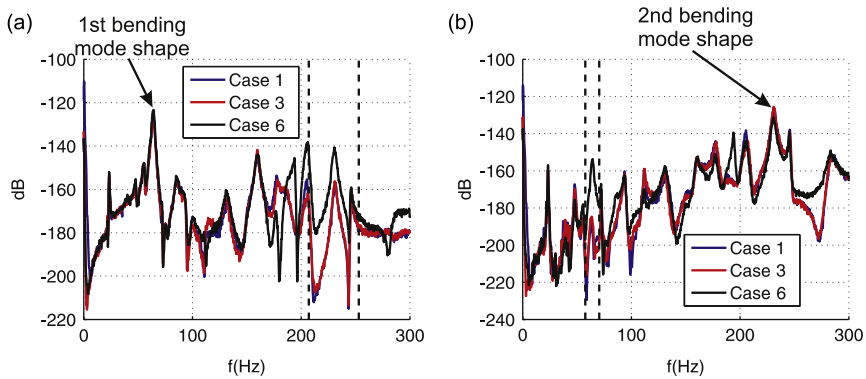 (a)
1st bending
mode shape
-100
-120
-140
-160
-180
-200
-220
dB
0
100
200
300
f(Hz)
Case 1
Case 3
Case 6
(b)
2nd bending
mode shape
-100
-120
-140
-160
-180
-200
-220
-240
dB
0
100
200
300
f(Hz)
Case 1
Case 3
Case 6